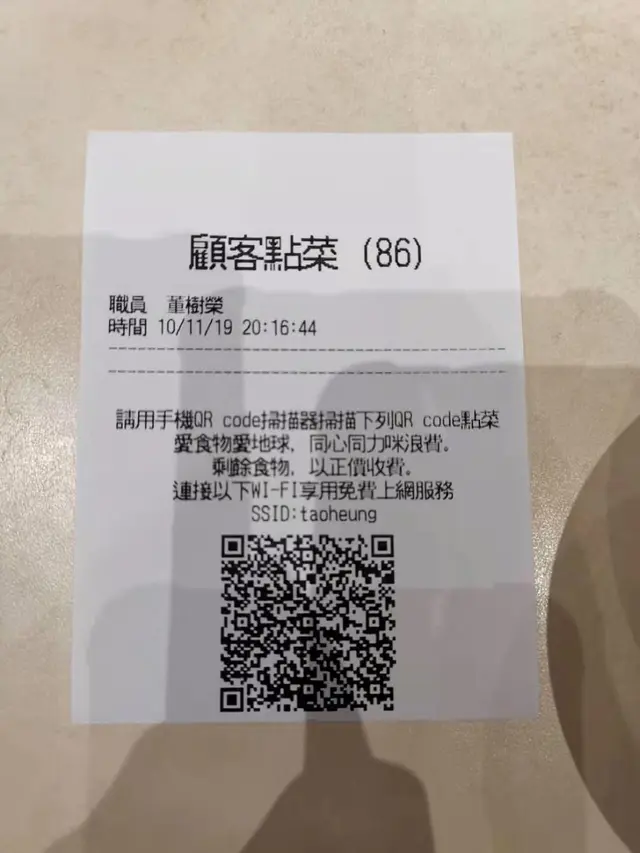 顧客點菜 (86)
職員 董樹榮
時間 10/11/19 20:16:44
請用手機QR code掃描器掃描下列QR code點菜
愛食物愛地球, 同心同力咪浪費。
剩餘食物, 以正價收費。
連接以下WI-FI享用免費上網服務
SSID:taoheung